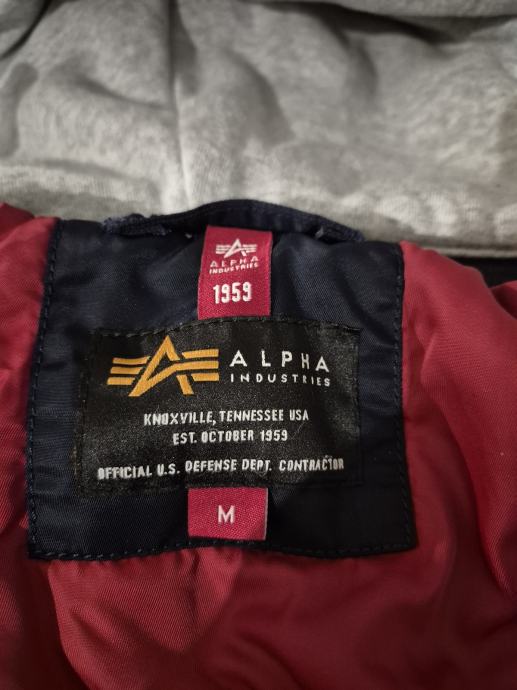 ALPHA
INDUSTRIES
1959
ALPHA
INDUSTRIES
KNOXVILLE, TENNESSEE USA
EST. OCTOBER 1959
OFFICIAL U.S. DEFENSE DEPT. CONTRACTOR
M